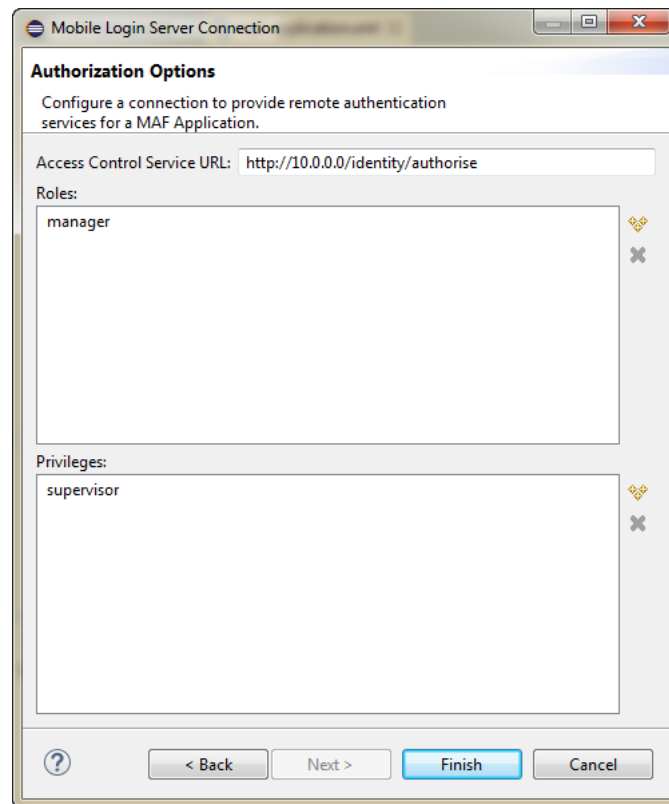 Mobile Login Server Connection
Authorization Options
Configure a connection to provide remote authentication
services for a MAF Application.
Access Control Service URL: http://10.0.0.0/identity/authorise
Roles:
manager
Privileges:
supervisor
< Back Next > Finish Cancel